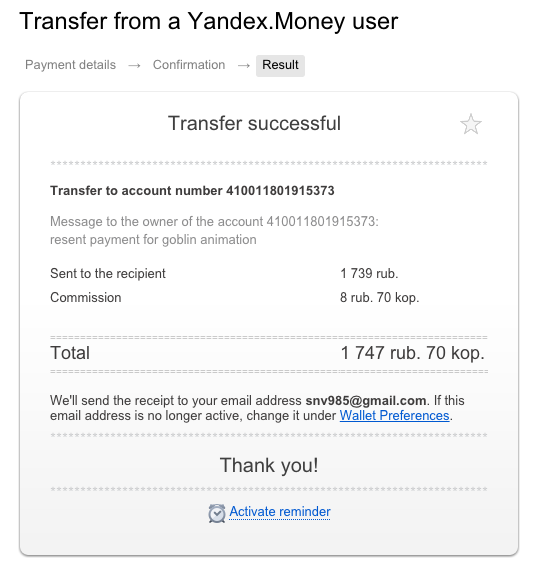 Transfer from a Yandex.Money user
Payment details → Confirmation → Result
Transfer successful
Transfer to account number 410011801915373
Message to the owner of the account 410011801915373:
resent payment for goblin animation
Sent to the recipient 1 739 rub.
Commission 8 rub. 70 kop.
Total 1 747 rub. 70 kop.
We'll send the receipt to your email address snv985@gmail.com. If this
email address is no longer active, change it under Wallet Preferences.
Thank you!
Activate reminder